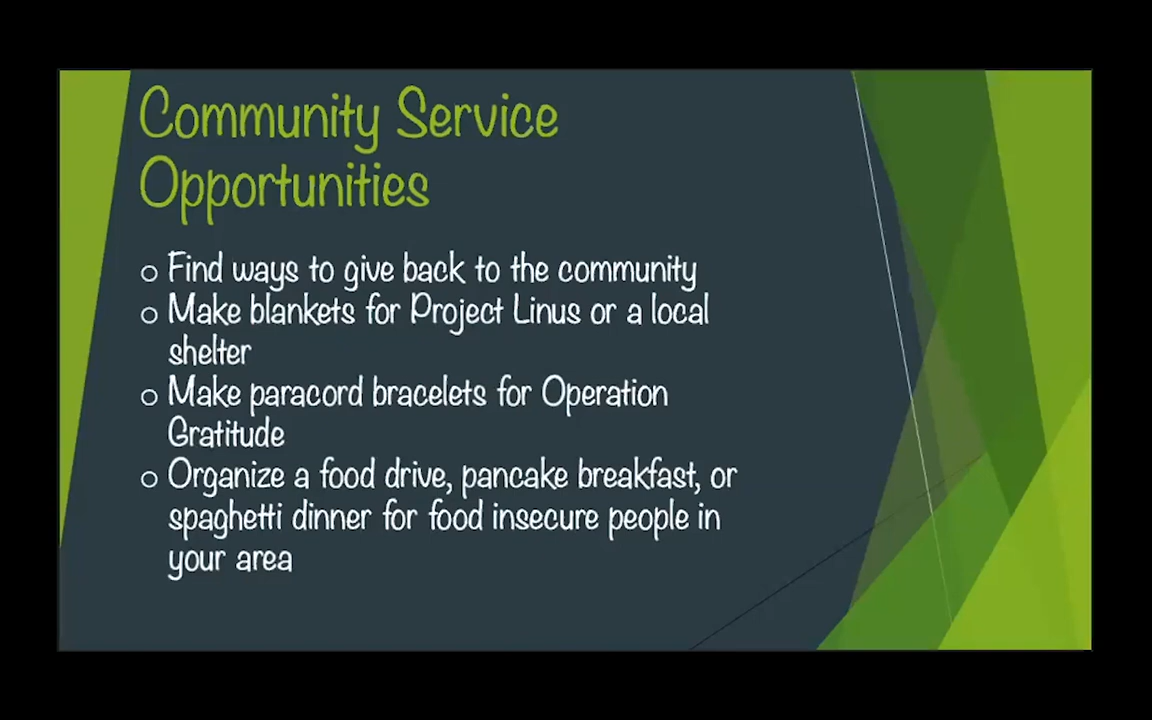 Community Service
Opportunities
o Find ways to give back to the community
o Make blankets for Project Linus or a local
shelter
o Make paracord bracelets for Operation
Gratitude
o Organize a food drive, pancake breakfast, or
spaghetti dinner for food insecure people in
your area